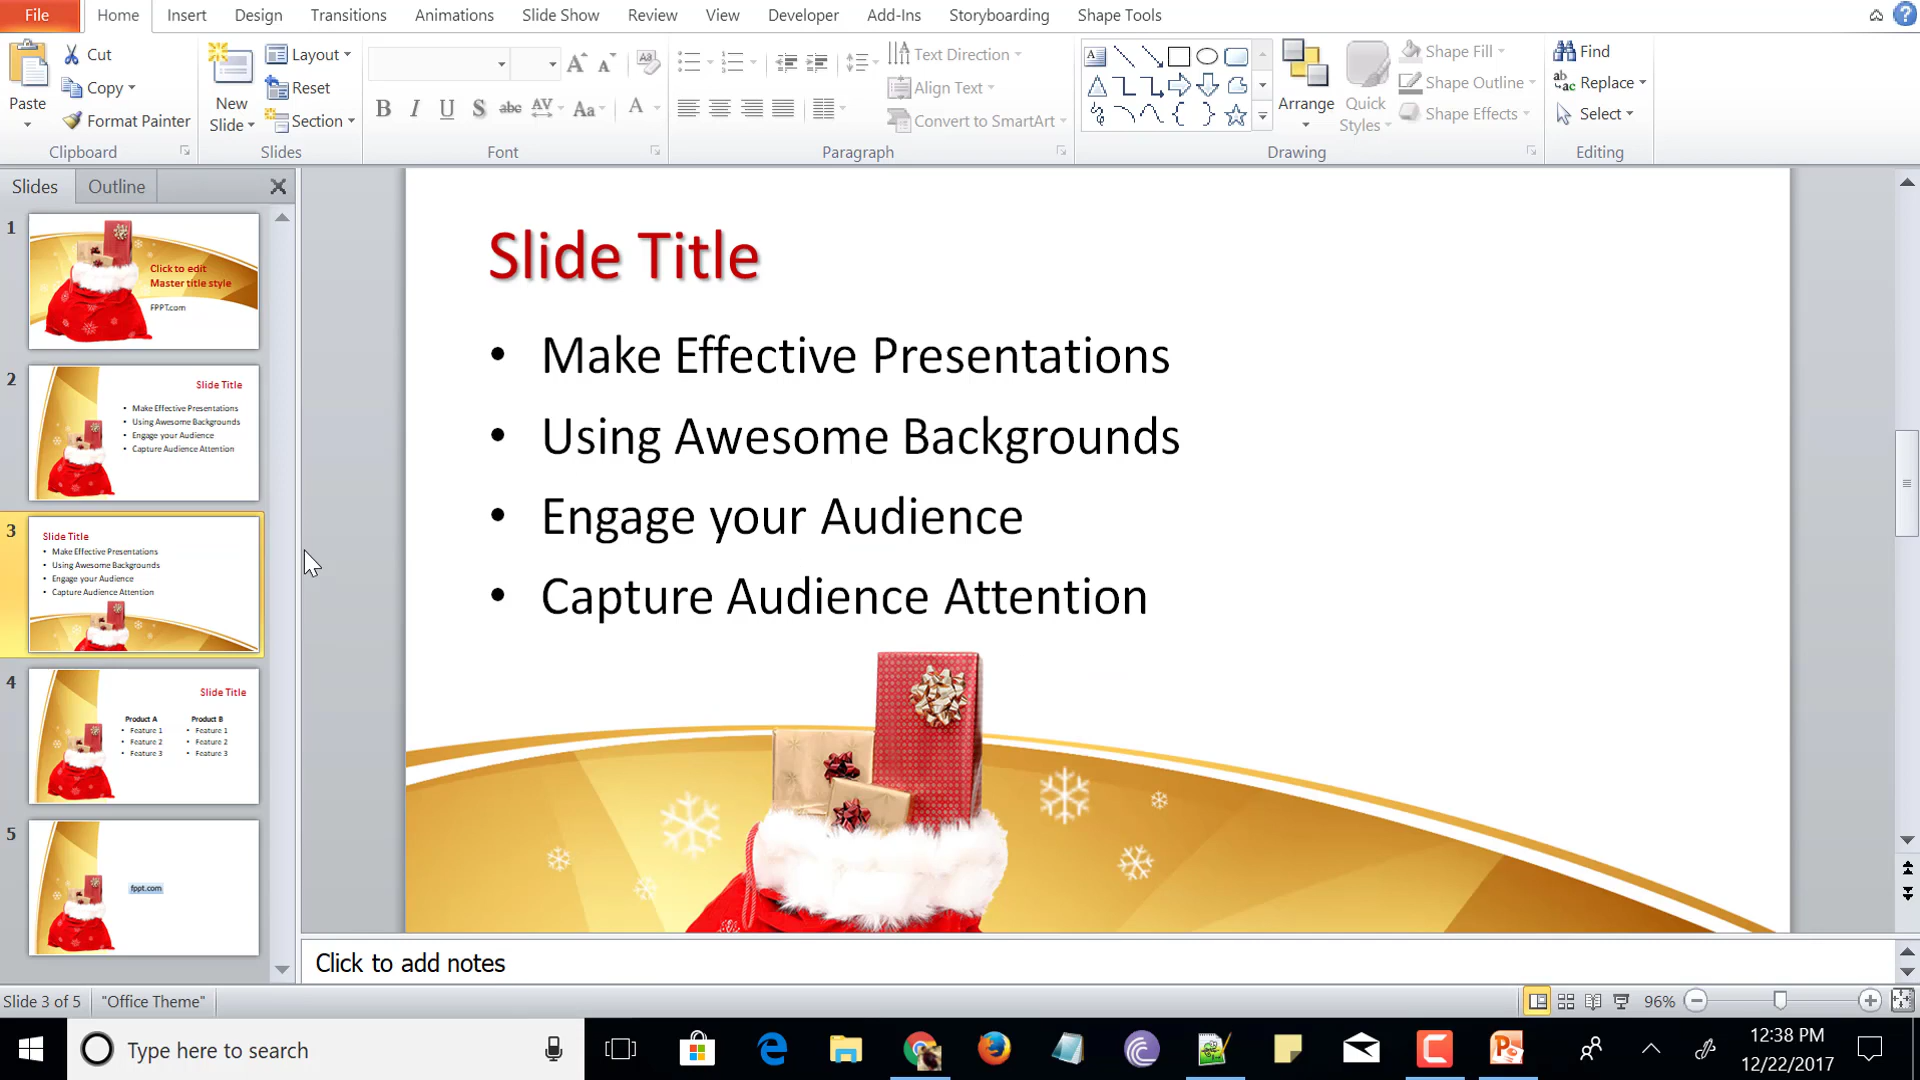 File Home Insert Design Transitions Animations Slide Show Review View Developer Add-Ins Storyboarding Shape Tools
Paste
Cut
Copy
Format Painter
Clipboard
New
Slide
Layout
Reset
Section
Slides
B I U S abc AV Aa A
Font
Text Direction
Align Text
Convert to SmartArt
Paragraph
Arrange
Quick
Styles
Shape Fill
Shape Outline
Shape Effects
Drawing
Find
Replace
Select
Editing
Slides Outline
1
Click to edit
Master title style
FPPT.com
2
Slide Title
• Make Effective Presentations
• Using Awesome Backgrounds
• Engage your Audience
• Capture Audience Attention
3
Slide Title
• Make Effective Presentations
• Using Awesome Backgrounds
• Engage your Audience
• Capture Audience Attention
4
Slide Title
Product A Product B
• Feature 1 • Feature 1
• Feature 2 • Feature 2
• Feature 3 • Feature 3
5
fppt.com
Slide Title
• Make Effective Presentations
• Using Awesome Backgrounds
• Engage your Audience
• Capture Audience Attention
Click to add notes
Slide 3 of 5 "Office Theme" 96%
Type here to search
12:38 PM
12/22/2017